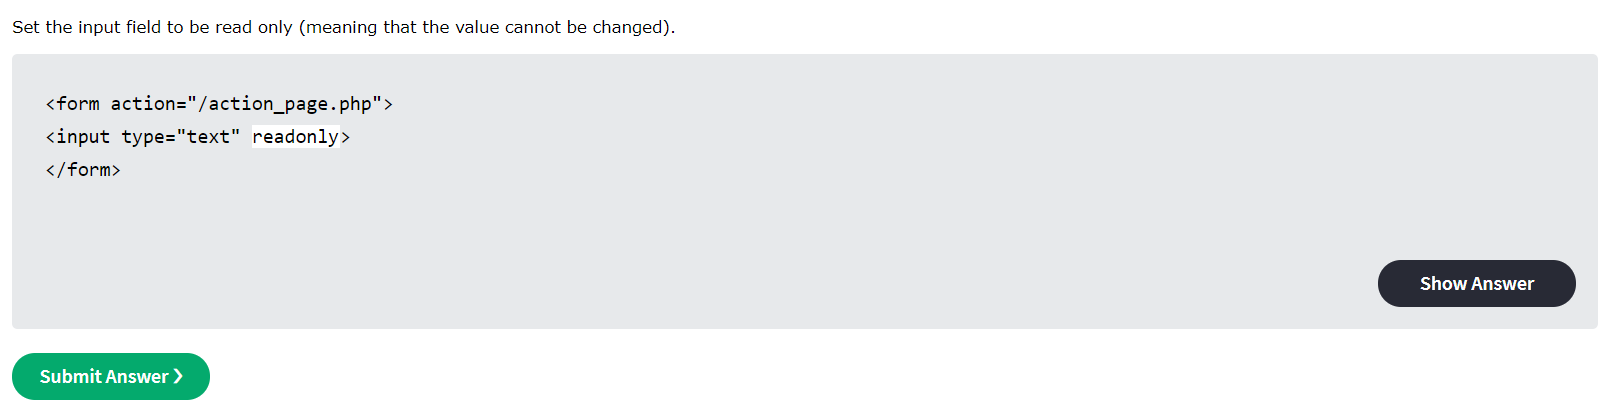 Set the input field to be read only (meaning that the value cannot be changed).
<form action="/action_page.php">
<input type="text" readonly>
</form>
Show Answer
Submit Answer ❯